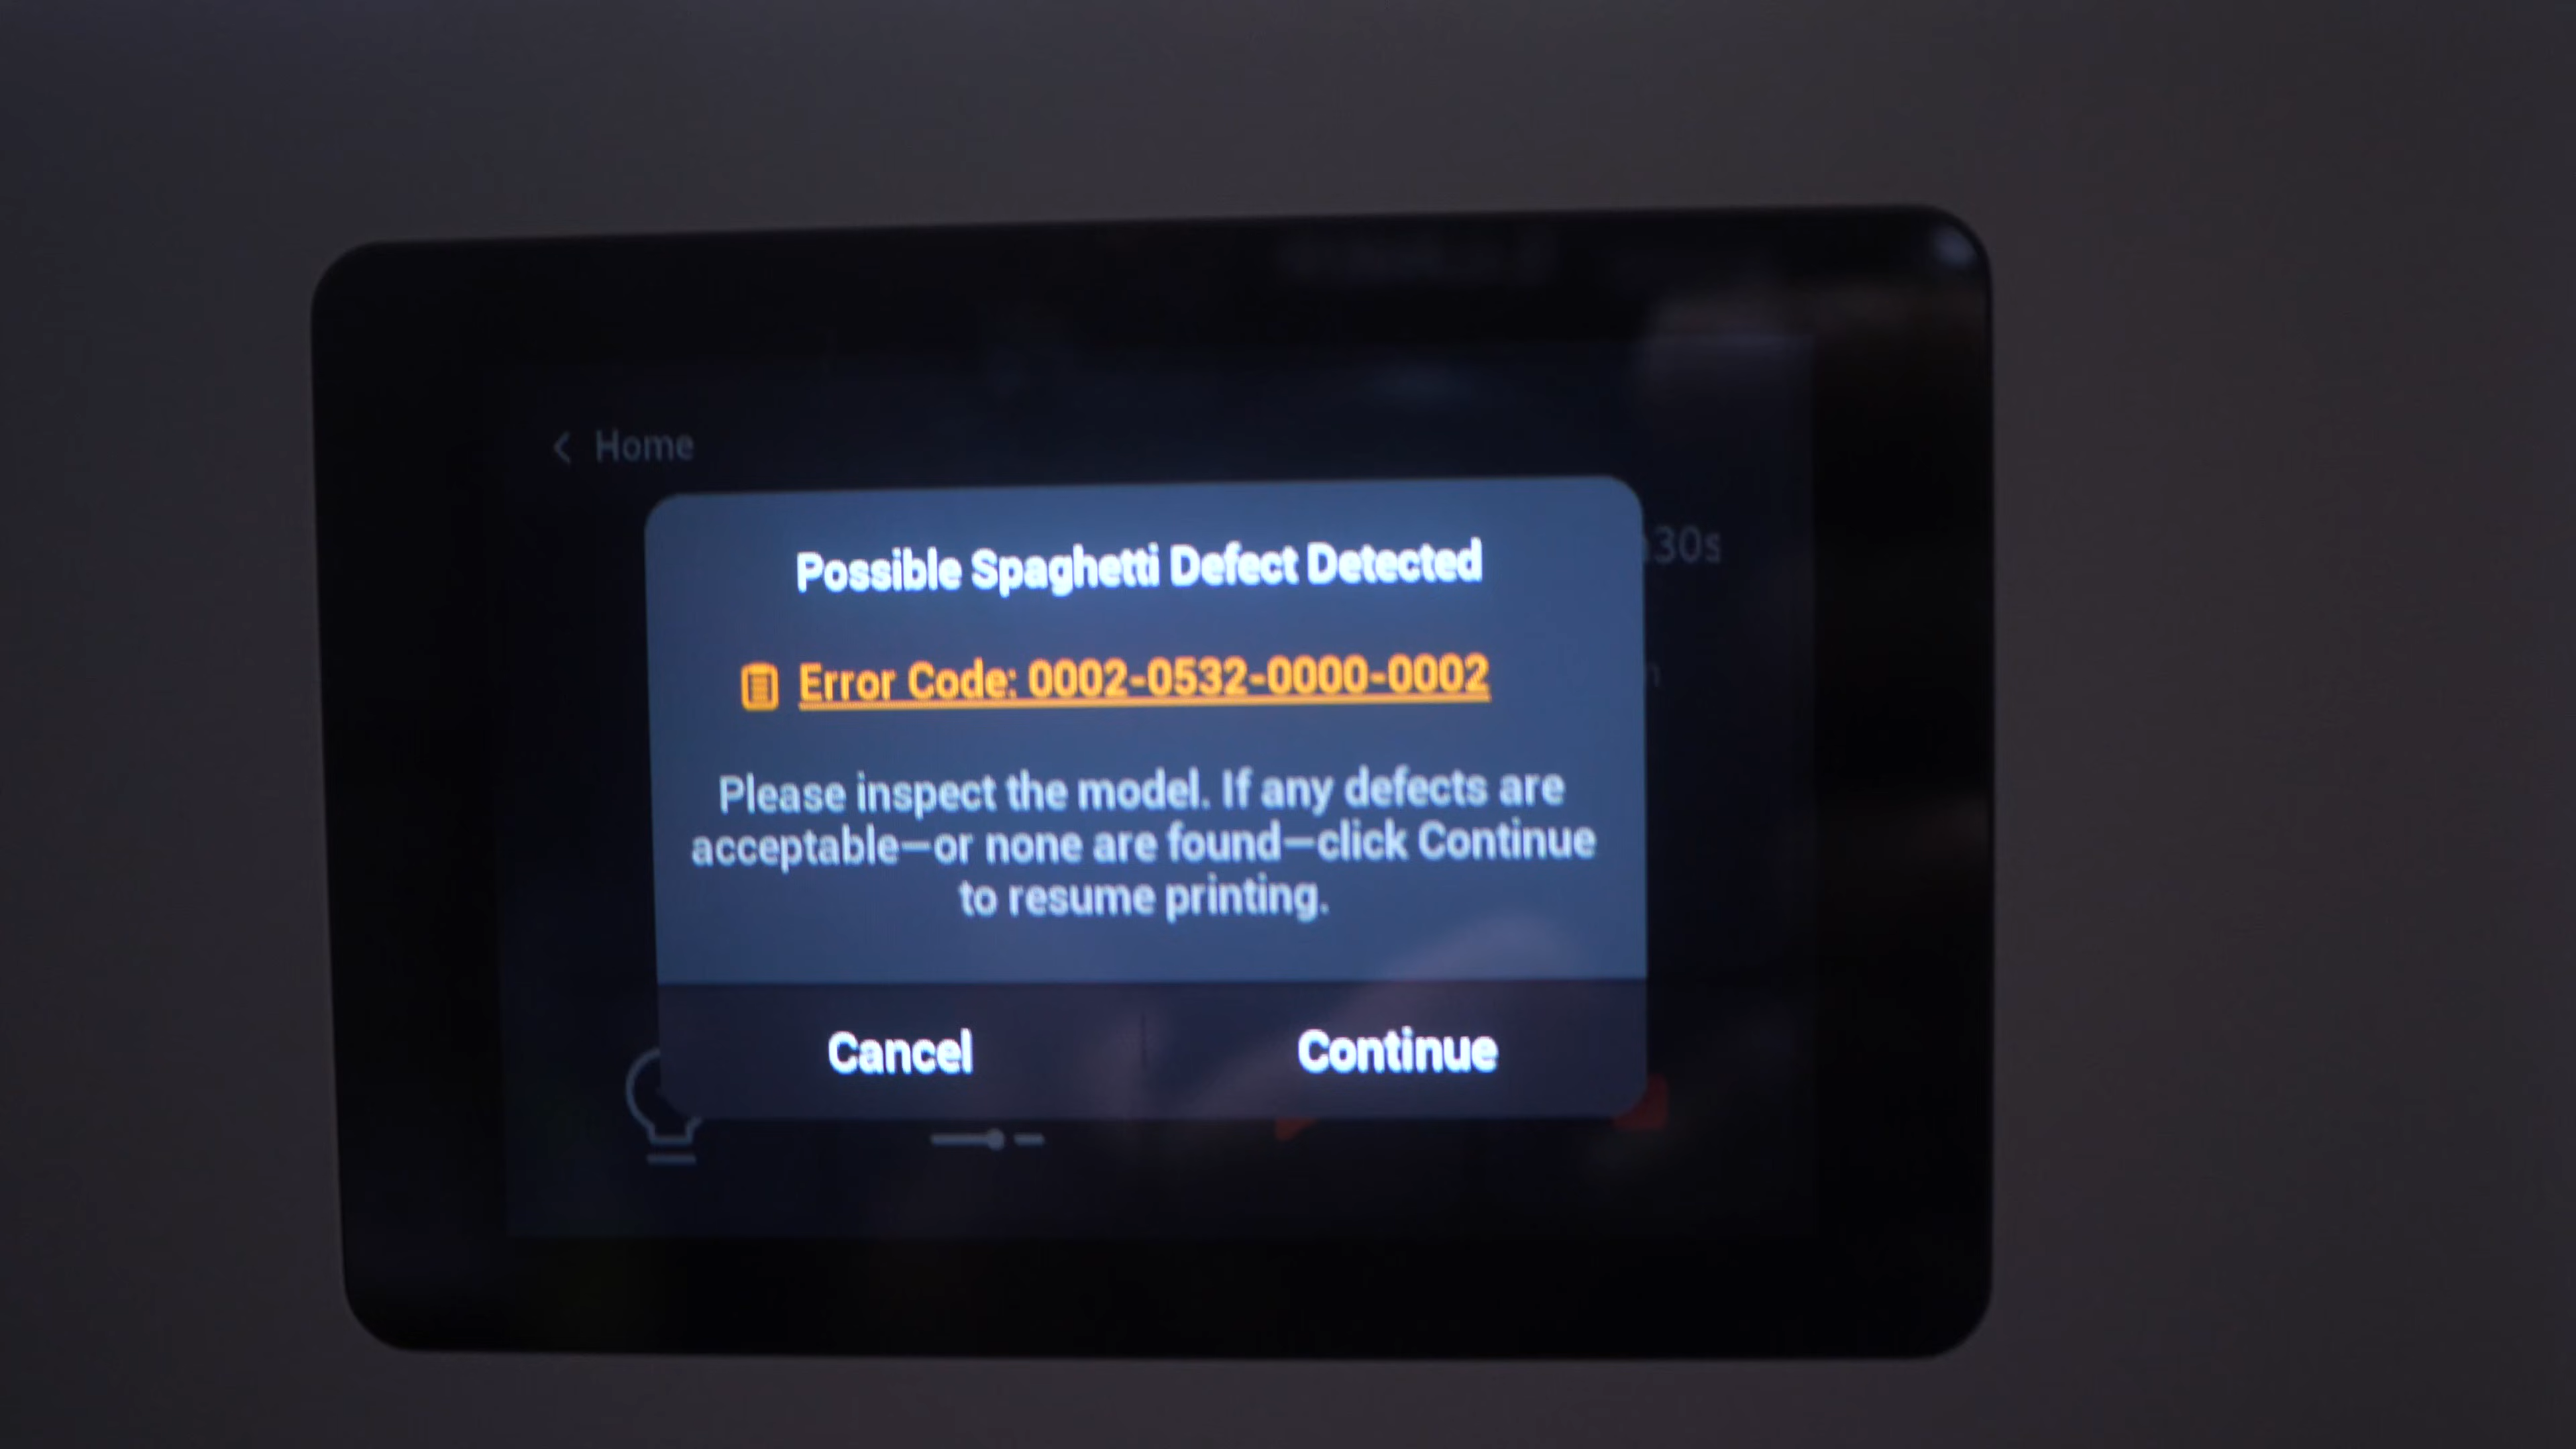 Home
30s
Possible Spaghetti Defect Detected
Error Code: 0002-0532-0000-0002
Please inspect the model. If any defects are
acceptable—or none are found—click Continue
to resume printing.
Cancel
Continue